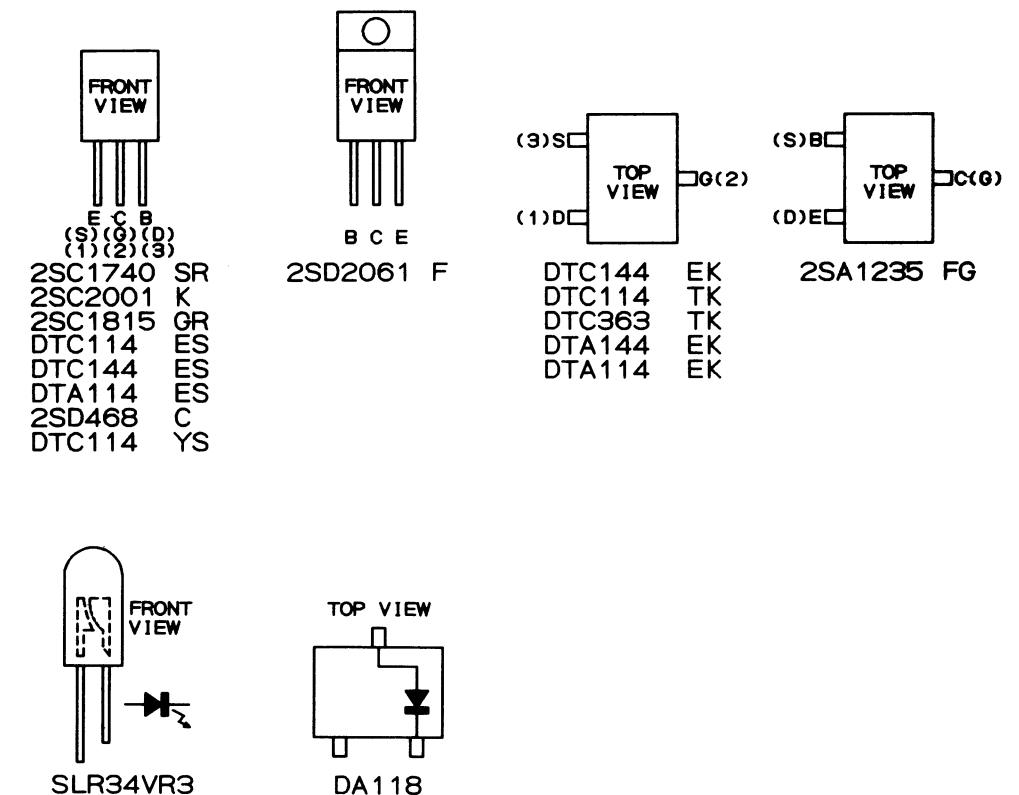 FRONT
VIEW
E C B
(S)(G)(D)
(1)(2)(3)
2SC1740 SR
2SC2001 K
2SC1815 GR
DTC114 ES
DTC144 ES
DTA114 ES
2SD468 C
DTC114 YS
FRONT
VIEW
B C E
2SD2061 F
(3)S
TOP
VIEW
G(2)
(1)D
DTC144 EK
DTC114 TK
DTC363 TK
DTA144 EK
DTA114 EK
(S)B
TOP
VIEW
C(G)
(D)E
2SA1235 FG
FRONT
VIEW
SLR34VR3
TOP VIEW
DA118